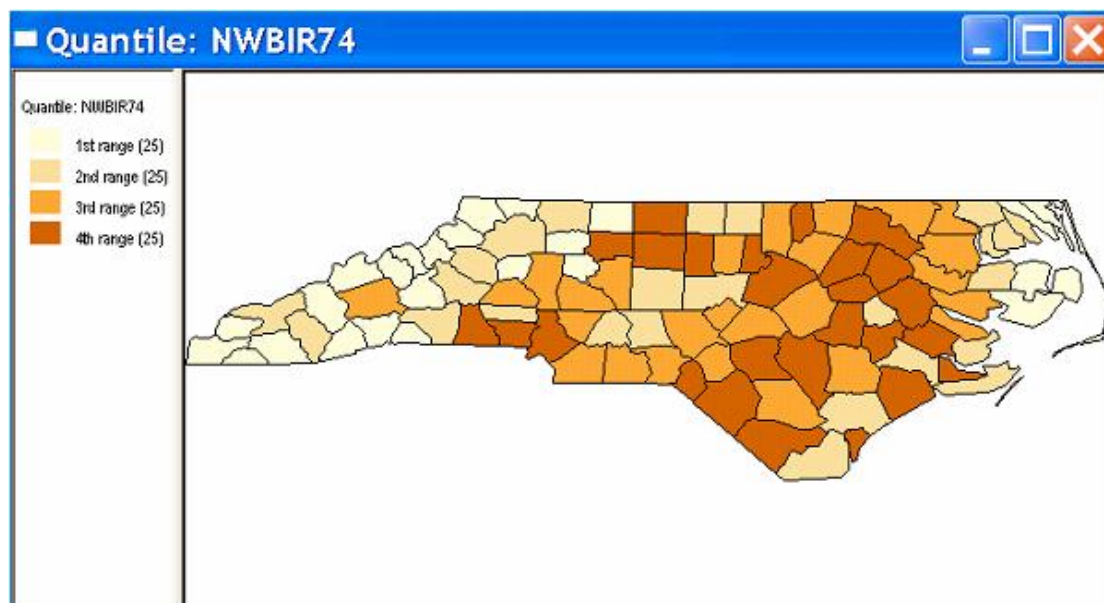 Quantile: NWBIR74
Quantile: NWBIR74
1st range (25)
2nd range (25)
3rd range (25)
4th range (25)